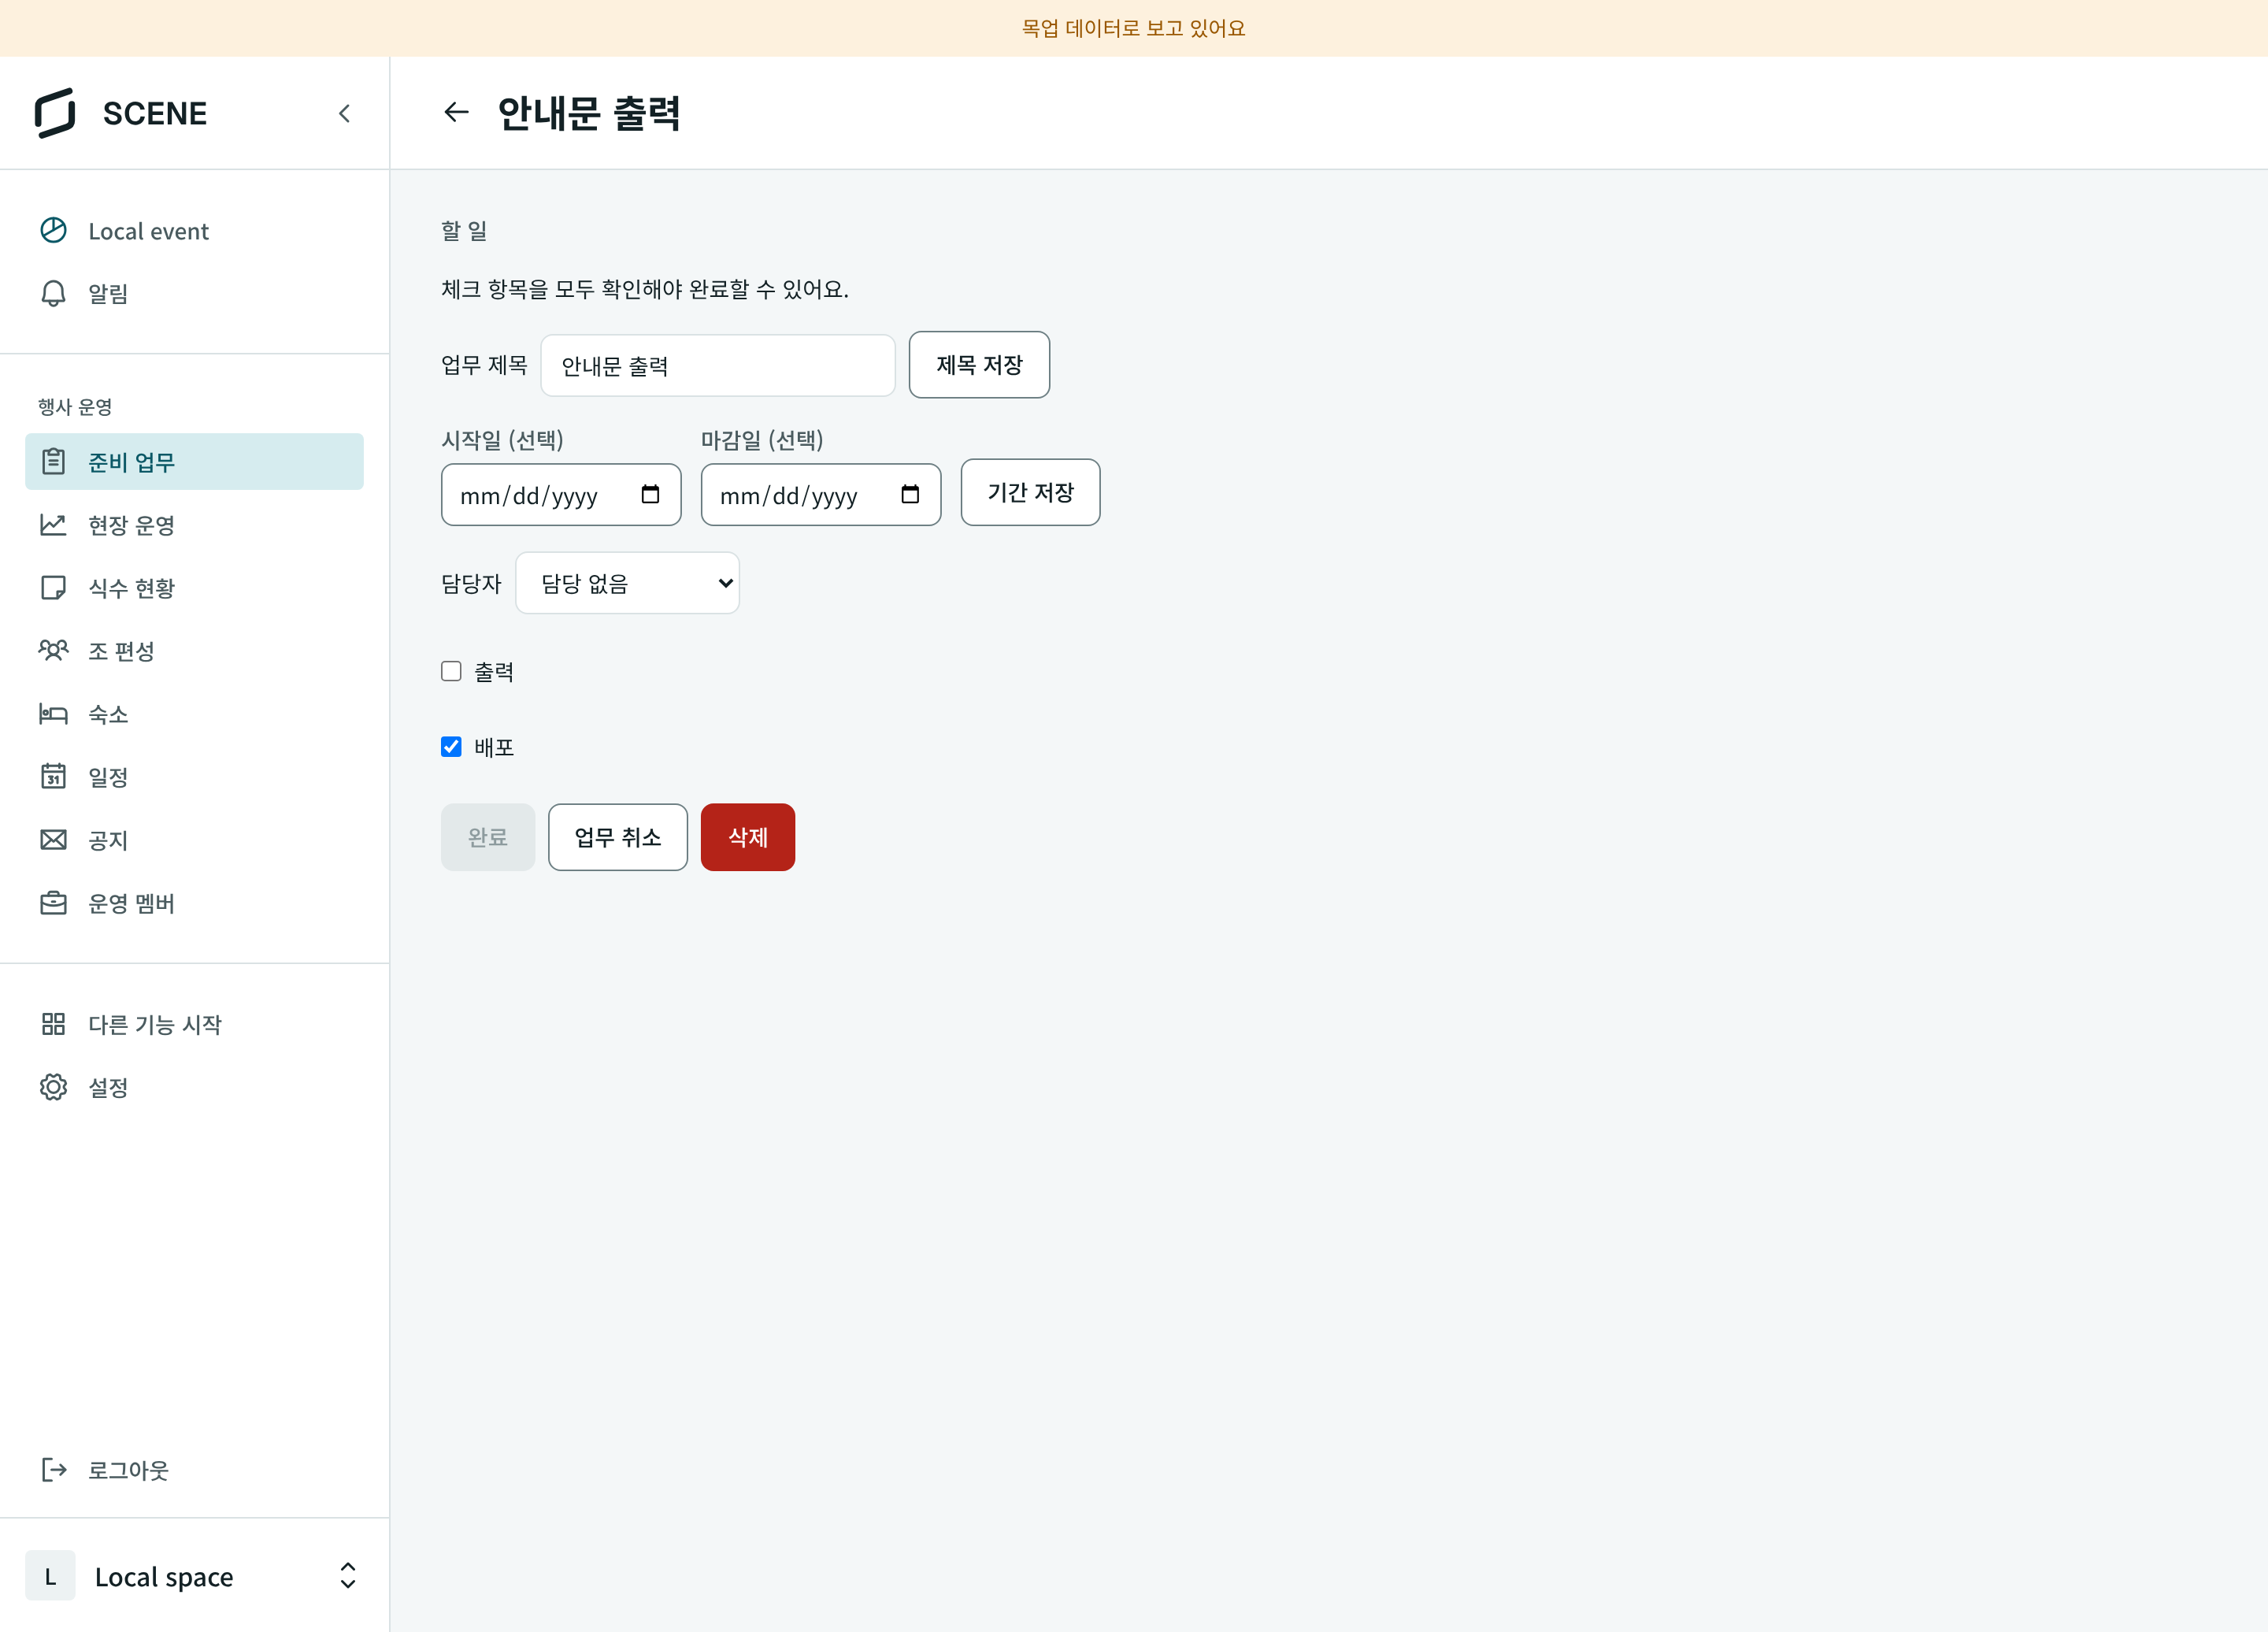 목업 데이터로 보고 있어요
SCENE
안내문 출력
Local event
알림
행사 운영
준비 업무
현장 운영
식수 현황
조 편성
숙소
31
일정
공지
운영 멤버
다른 기능 시작
설정
로그아웃
L Local space
할 일
체크 항목을 모두 확인해야 완료할 수 있어요.
업무 제목 안내문 출력 제목 저장
시작일 (선택) 마감일 (선택)
mm/dd/yyyy mm/dd/yyyy 기간 저장
담당자 담당 없음
출력
배포
완료 업무 취소 삭제